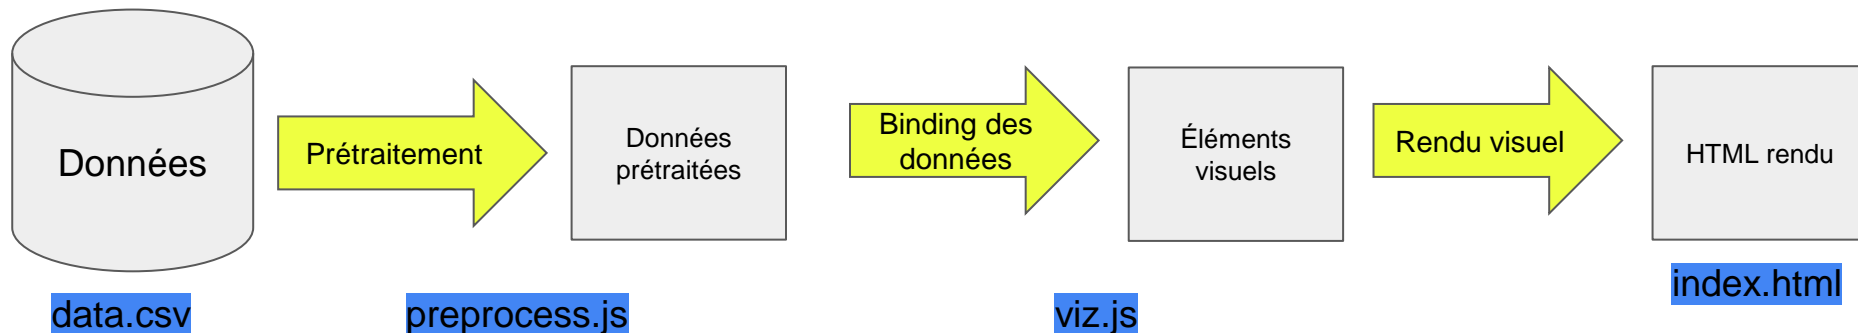 Données
Prétraitement
Données
prétraitées
Binding des
données
Éléments
visuels
Rendu visuel
HTML rendu
data.csv
preprocess.js
viz.js
index.html